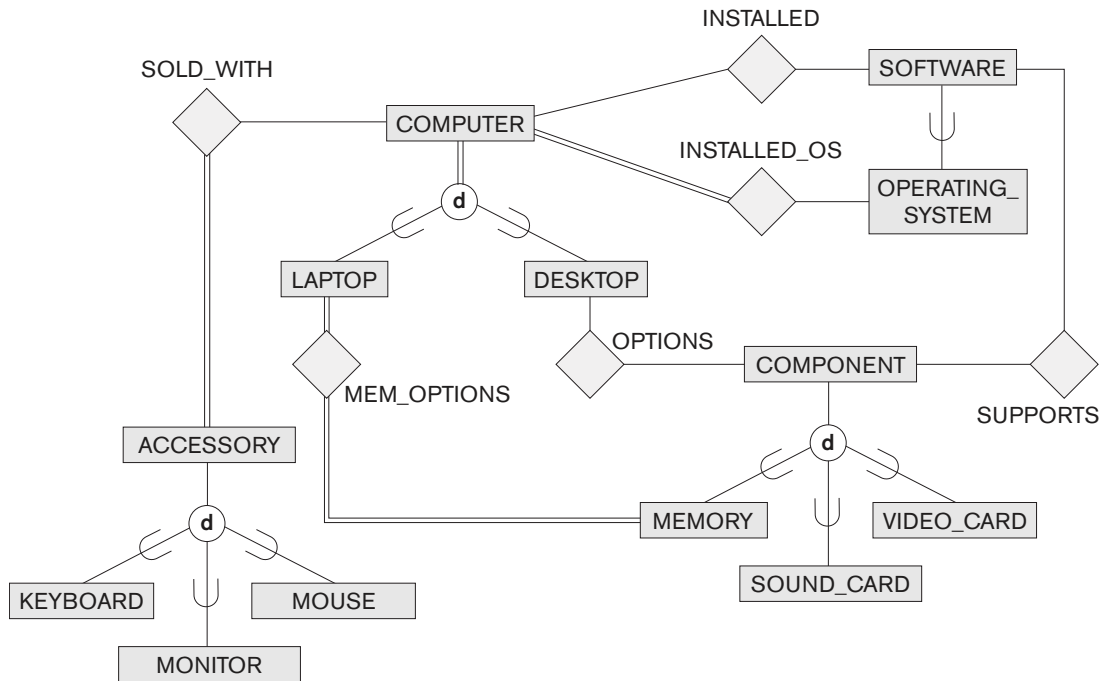 INSTALLED
SOLD_WITH
SOFTWARE
COMPUTER
INSTALLED_OS
OPERATING_
SYSTEM
d
LAPTOP
DESKTOP
OPTIONS
COMPONENT
MEM_OPTIONS
SUPPORTS
ACCESSORY
d
MEMORY
VIDEO_CARD
d
SOUND_CARD
KEYBOARD
MOUSE
MONITOR